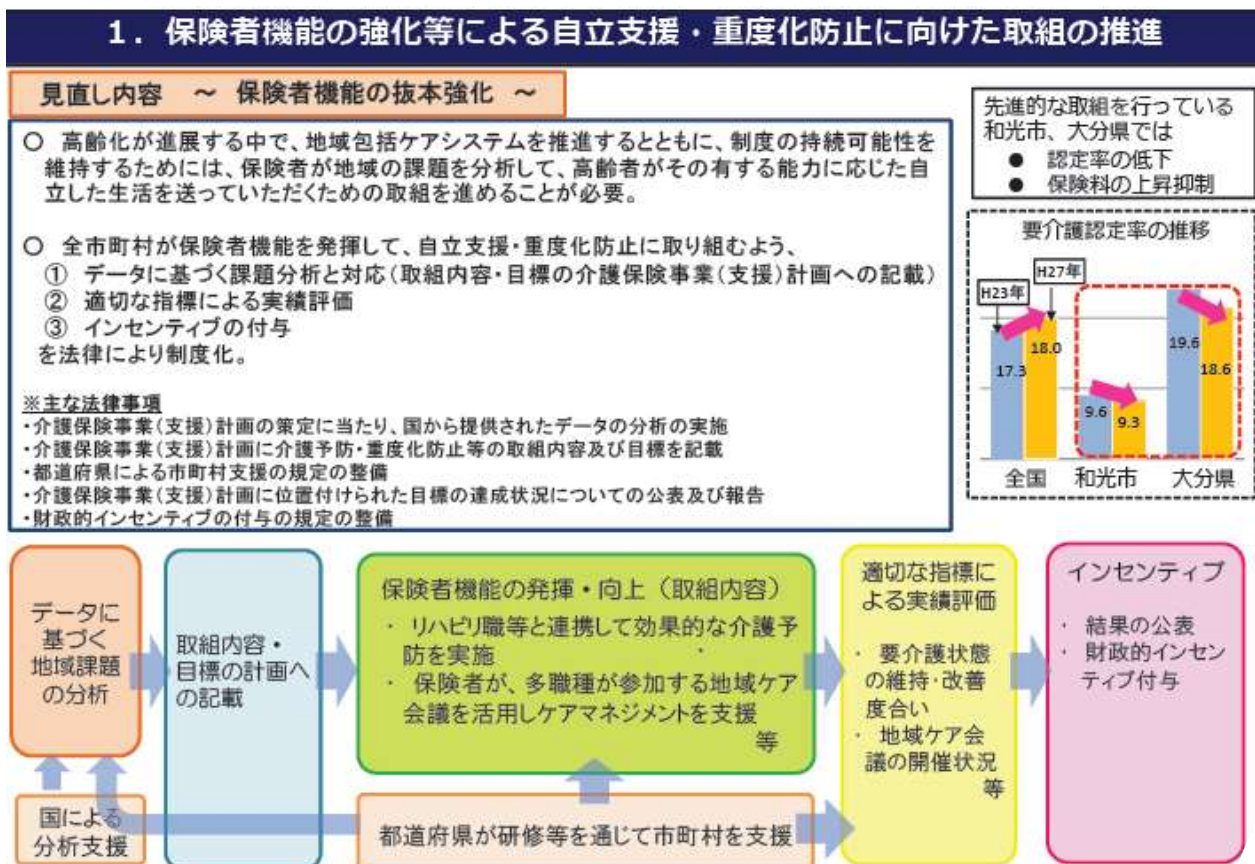 1．保険者機能の強化等による自立支援・重度化防止に向けた取組の推進
見直し内容　～　保険者機能の抜本強化　～
○　高齢化が進展する中で、地域包括ケアシステムを推進するとともに、制度の持続可能性を
維持するためには、保険者が地域の課題を分析して、高齢者がその有する能力に応じた自
立した生活を送っていただくための取組を進めることが必要。
○　全市町村が保険者機能を発揮して、自立支援・重度化防止に取り組むよう、
①　データに基づく課題分析と対応（取組内容・目標の介護保険事業（支援）計画への記載）
②　適切な指標による実績評価
③　インセンティブの付与
を法律により制度化。
※主な法律事項
・介護保険事業（支援）計画の策定に当たり、国から提供されたデータの分析の実施
・介護保険事業（支援）計画に介護予防・重度化防止等の取組内容及び目標を記載
・都道府県による市町村支援の規定の整備
・介護保険事業（支援）計画に位置付けられた目標の達成状況についての公表及び報告
・財政的インセンティブの付与の規定の整備
先進的な取組を行っている
和光市、大分県では
●　認定率の低下
●　保険料の上昇抑制
要介護認定率の推移
H23年
H27年
17.3
18.0
9.6
9.3
19.6
18.6
全国
和光市
大分県
データに
基づく
地域課題
の分析
取組内容・
目標の計画へ
の記載
保険者機能の発揮・向上（取組内容）
・　リハビリ職等と連携して効果的な介護予
防を実施
・　保険者が、多職種が参加する地域ケア
会議を活用しケアマネジメントを支援
等
適切な指標に
よる実績評価
・　要介護状態
の維持・改善
度合い
・　地域ケア会
議の開催状況
等
インセンティブ
・　結果の公表
・　財政的インセン
ティブ付与
国による
分析支援
都道府県が研修等を通じて市町村を支援